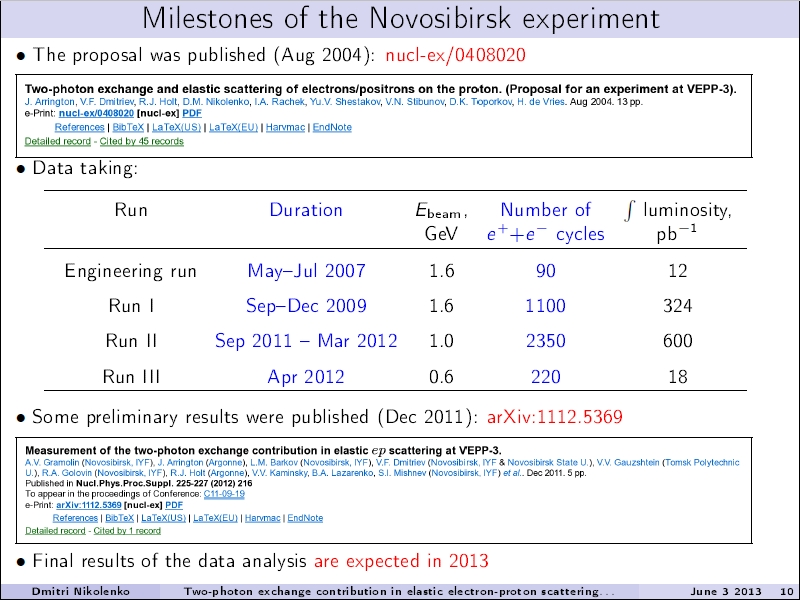 Milestones of the Novosibirsk experiment
• The proposal was published (Aug 2004): nucl-ex/0408020
Two-photon exchange and elastic scattering of electrons/positrons on the proton. (Proposal for an experiment at VEPP-3).
J. Arrington, V.F. Dmitriev, R.J. Holt, D.M. Nikolenko, I.A. Rachek, Yu.V. Shestakov, V.N. Stibunov, D.K. Toporkov, H. de Vries. Aug 2004. 13 pp.
e-Print: nucl-ex/0408020 [nucl-ex] PDF
References | BibTeX | LaTeX(US) | LaTeX(EU) | Harvmac | EndNote
Detailed record - Cited by 45 records
• Data taking:
Run Duration E_beam, Number of ∫ luminosity,
GeV e⁺+e⁻ cycles pb⁻¹
Engineering run May–Jul 2007 1.6 90 12
Run I Sep–Dec 2009 1.6 1100 324
Run II Sep 2011 – Mar 2012 1.0 2350 600
Run III Apr 2012 0.6 220 18
• Some preliminary results were published (Dec 2011): arXiv:1112.5369
Measurement of the two-photon exchange contribution in elastic ep scattering at VEPP-3.
A.V. Gramolin (Novosibirsk, IYF), J. Arrington (Argonne), L.M. Barkov (Novosibirsk, IYF), V.F. Dmitriev (Novosibirsk, IYF & Novosibirsk State U.), V.V. Gauzshtein (Tomsk Polytechnic
U.), R.A. Golovin (Novosibirsk, IYF), R.J. Holt (Argonne), V.V. Kaminsky, B.A. Lazarenko, S.I. Mishnev (Novosibirsk, IYF) et al.. Dec 2011. 5 pp.
Published in Nucl.Phys.Proc.Suppl. 225-227 (2012) 216
To appear in the proceedings of Conference: C11-09-19
e-Print: arXiv:1112.5369 [nucl-ex] PDF
References | BibTeX | LaTeX(US) | LaTeX(EU) | Harvmac | EndNote
Detailed record - Cited by 1 record
• Final results of the data analysis are expected in 2013
Dmitri Nikolenko Two-photon exchange contribution in elastic electron-proton scattering... June 3 2013 10